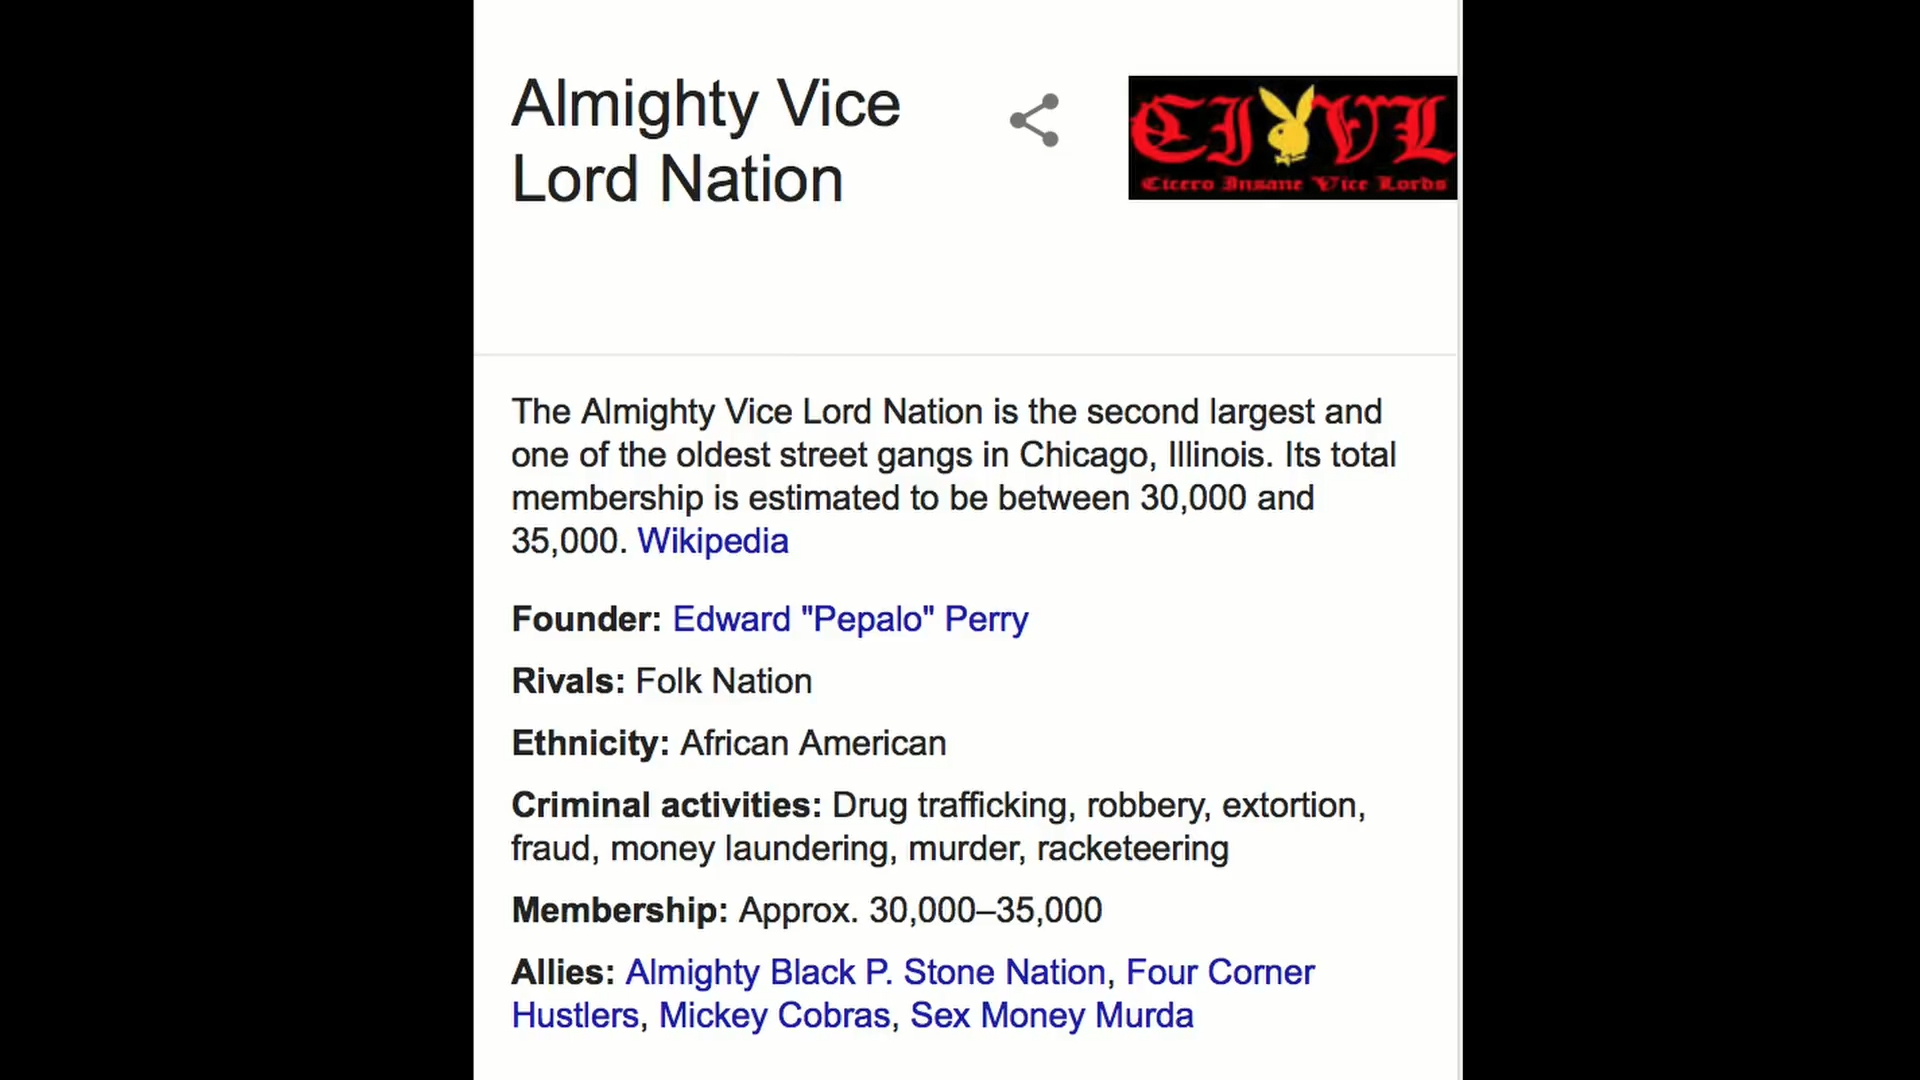 Almighty Vice
Lord Nation
CI VL
Cicero Insane Vice Lords
The Almighty Vice Lord Nation is the second largest and
one of the oldest street gangs in Chicago, Illinois. Its total
membership is estimated to be between 30,000 and
35,000. Wikipedia
Founder: Edward "Pepalo" Perry
Rivals: Folk Nation
Ethnicity: African American
Criminal activities: Drug trafficking, robbery, extortion,
fraud, money laundering, murder, racketeering
Membership: Approx. 30,000–35,000
Allies: Almighty Black P. Stone Nation, Four Corner
Hustlers, Mickey Cobras, Sex Money Murda